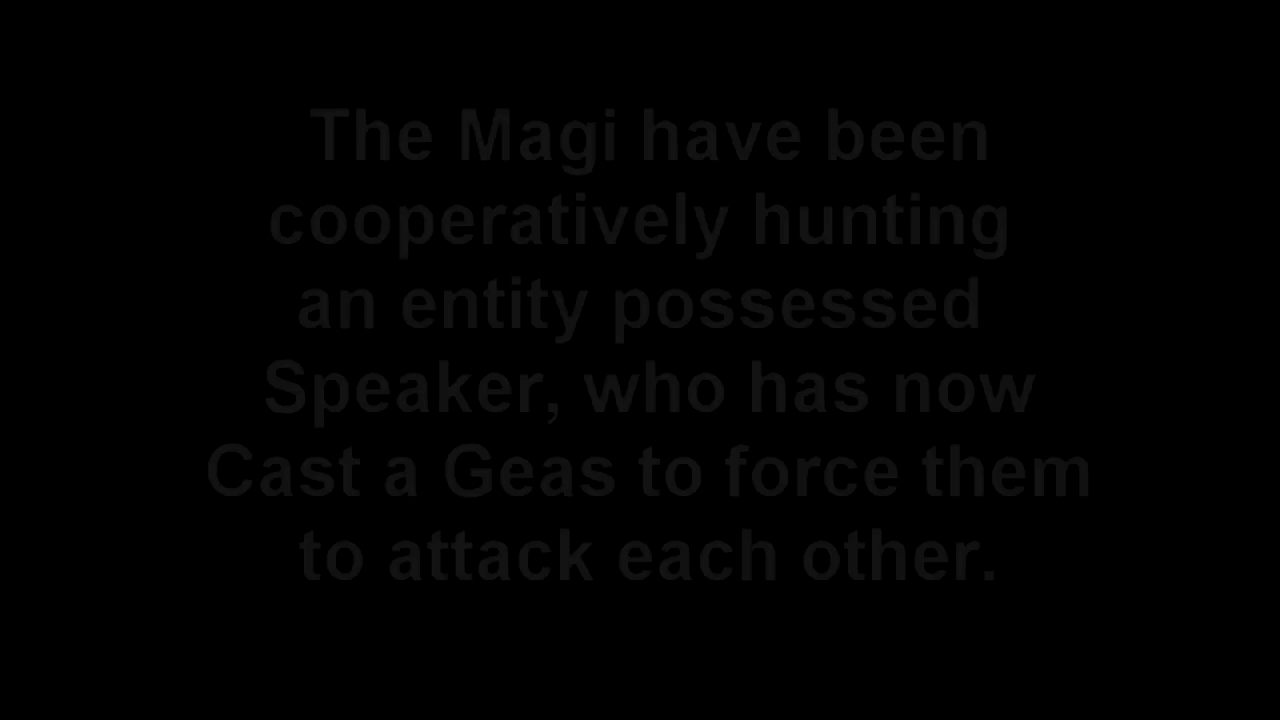 The Magi have been
cooperatively hunting
an entity possessed
Speaker, who has now
Cast a Geas to force them
to attack each other.